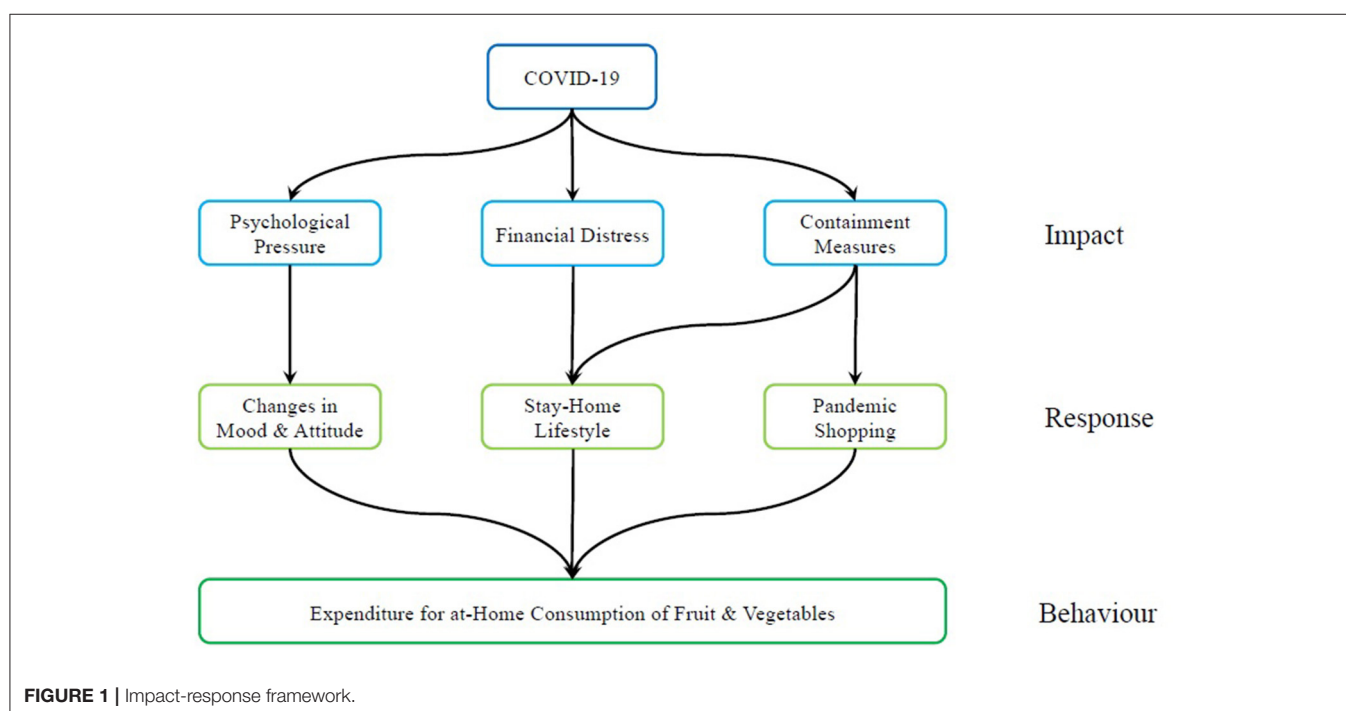 COVID-19
Psychological
Pressure
Financial Distress
Containment
Measures
Impact
Changes in
Mood & Attitude
Stay-Home
Lifestyle
Pandemic
Shopping
Response
Expenditure for at-Home Consumption of Fruit & Vegetables
Behaviour
FIGURE 1 | Impact-response framework.